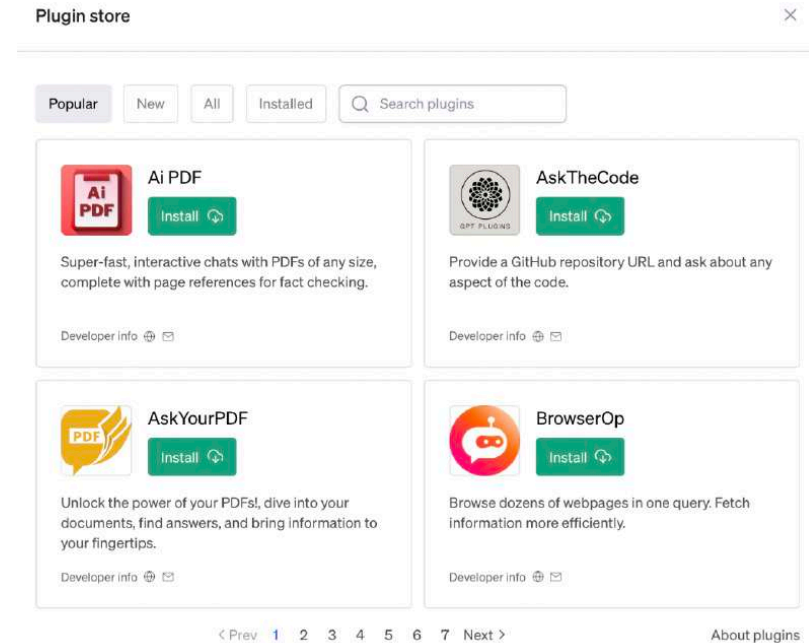 Plugin store
Popular New All Installed Search plugins
Ai PDF
Ai
PDF
Install
Super-fast, interactive chats with PDFs of any size,
complete with page references for fact checking.
Developer info
AskTheCode
GPT PLUGINS
Install
Provide a GitHub repository URL and ask about any
aspect of the code.
Developer info
AskYourPDF
PDF
Install
Unlock the power of your PDFs!, dive into your
documents, find answers, and bring information to
your fingertips.
Developer info
BrowserOp
Install
Browse dozens of webpages in one query. Fetch
information more efficiently.
Developer info
< Prev 1 2 3 4 5 6 7 Next >
About plugins